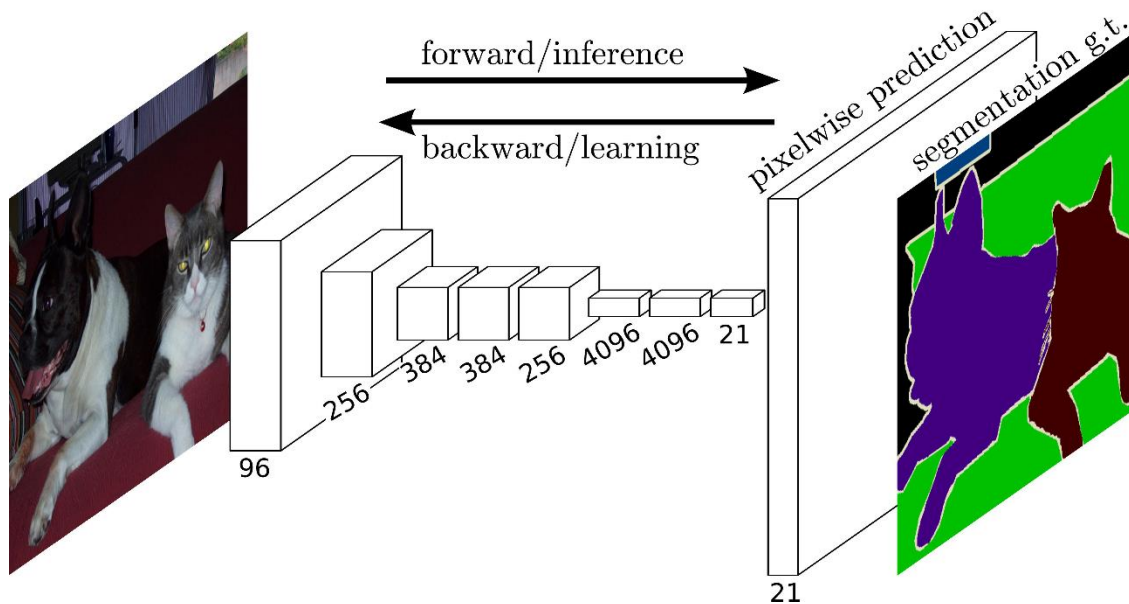 forward/inference
backward/learning
pixelwise prediction
segmentation g.t.
96
256
384
384
256
4096
4096
21
21